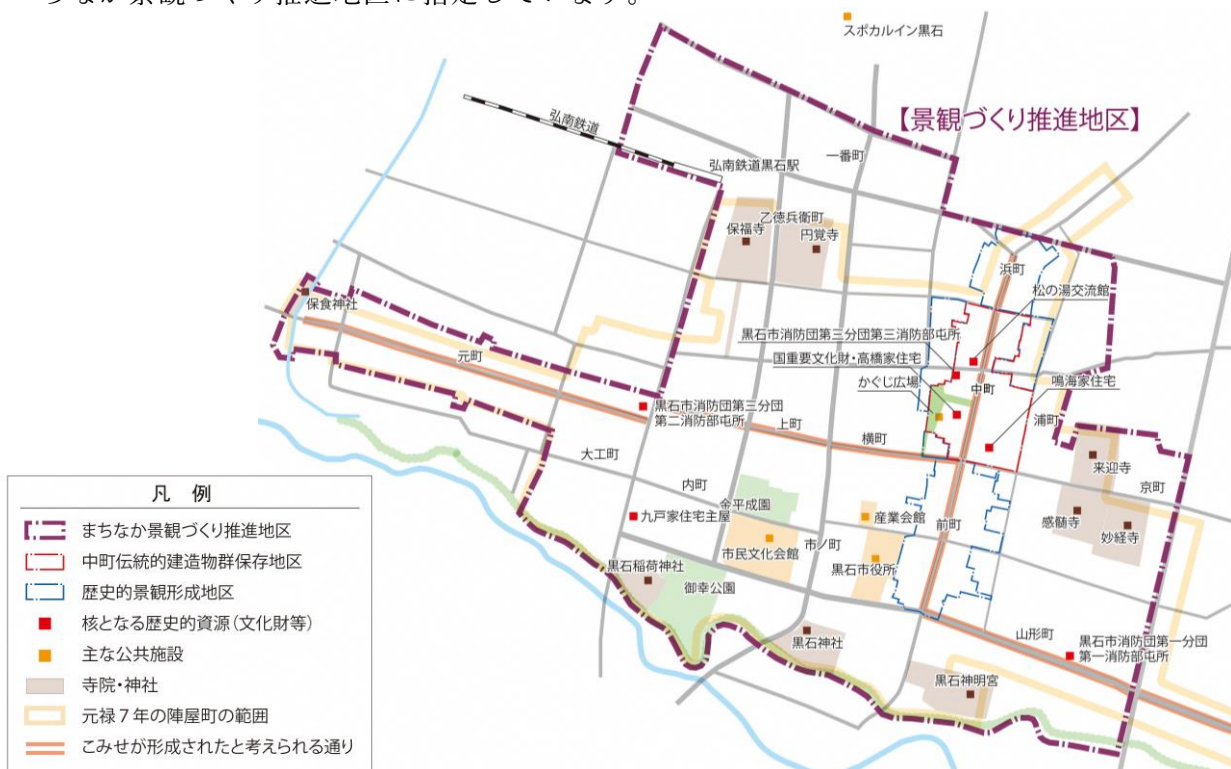 ちなか景観づくり推進地区に指定しています。
スポカルイン黒石
【景観づくり推進地区】
弘南鉄道
弘南鉄道黒石駅
一番町
乙徳兵衛町
保福寺
円覚寺
浜町
松の湯交流館
保食神社
黒石市消防団第三分団第三消防部屯所
国重要文化財・高橋家住宅
かぐじ広場
中町
鳴海家住宅
元町
黒石市消防団第三分団
第二消防部屯所
上町
横町
浦町
大工町
内町
来迎寺
京町
金平成園
九戸家住宅主屋
産業会館
前町
感髄寺
妙経寺
市民文化会館
市ノ町
黒石稲荷神社
御幸公園
黒石市役所
黒石神社
山形町
黒石市消防団第一分団
第一消防部屯所
黒石神明宮
凡 例
まちなか景観づくり推進地区
中町伝統的建造物群保存地区
歴史的景観形成地区
核となる歴史的資源（文化財等）
主な公共施設
寺院・神社
元禄７年の陣屋町の範囲
こみせが形成されたと考えられる通り